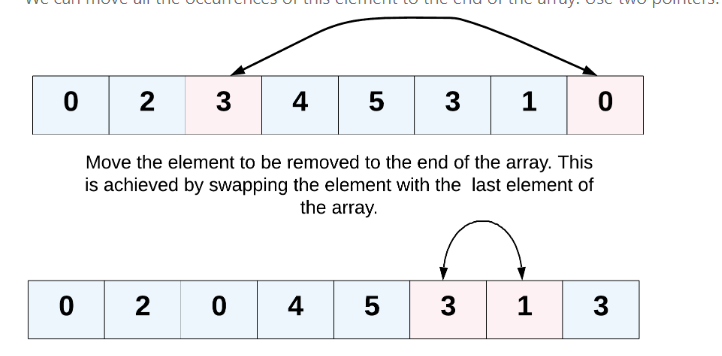 We can move all the occurrences of this element to the end of the array. Use two pointers.
0 2 3 4 5 3 1 0
Move the element to be removed to the end of the array. This
is achieved by swapping the element with the last element of
the array.
0 2 0 4 5 3 1 3